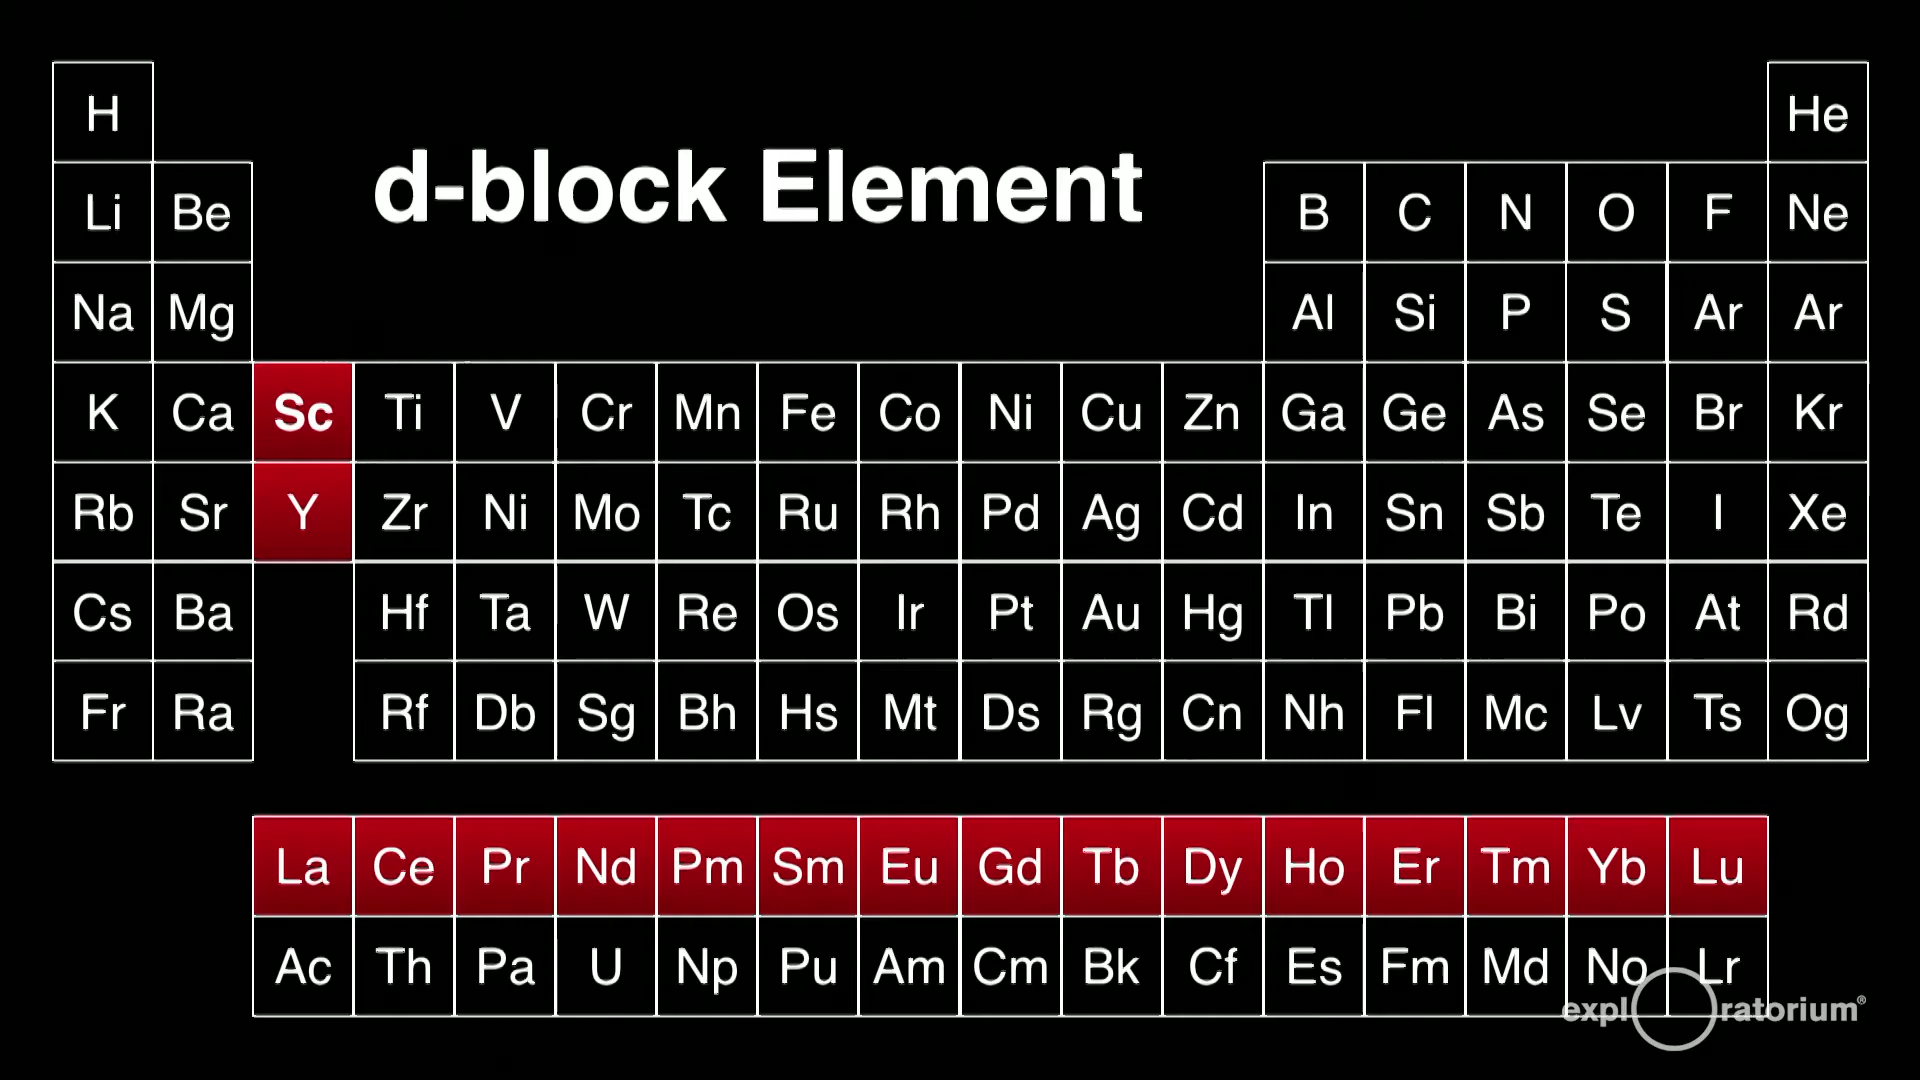 H He
d-block Element
Li Be B C N O F Ne
Na Mg Al Si P S Ar Ar
K Ca Sc Ti V Cr Mn Fe Co Ni Cu Zn Ga Ge As Se Br Kr
Rb Sr Y Zr Ni Mo Tc Ru Rh Pd Ag Cd In Sn Sb Te I Xe
Cs Ba Hf Ta W Re Os Ir Pt Au Hg Tl Pb Bi Po At Rd
Fr Ra Rf Db Sg Bh Hs Mt Ds Rg Cn Nh Fl Mc Lv Ts Og
La Ce Pr Nd Pm Sm Eu Gd Tb Dy Ho Er Tm Yb Lu
Ac Th Pa U Np Pu Am Cm Bk Cf Es Fm Md No Lr
exploratorium®